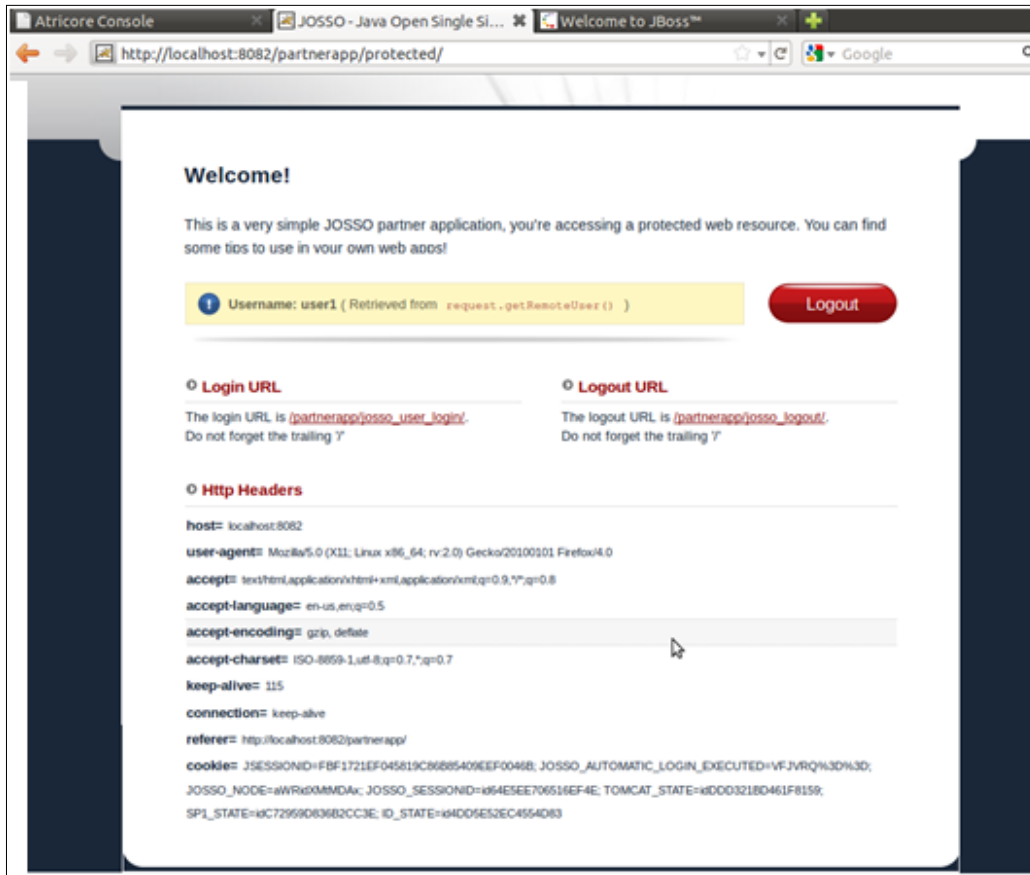 Atricore Console
JOSSO - Java Open Single Si...
Welcome to JBoss™
http://localhost:8082/partnerapp/protected/
Google
Welcome!
This is a very simple JOSSO partner application, you're accessing a protected web resource. You can find
some tips to use in your own web apps!
Username: user1 ( Retrieved from request.getRemoteUser() )
Logout
Login URL
The login URL is /partnerapp/josso_user_login/.
Do not forget the trailing '/'
Logout URL
The logout URL is /partnerapp/josso_logout/.
Do not forget the trailing '/'
Http Headers
host= localhost:8082
user-agent= Mozilla/5.0 (X11; Linux x86_64; rv:2.0) Gecko/20100101 Firefox/4.0
accept= text/html,application/xhtml+xml,application/xml;q=0.9,*/*;q=0.8
accept-language= en-us,en;q=0.5
accept-encoding= gzip, deflate
accept-charset= ISO-8859-1,utf-8;q=0.7,*;q=0.7
keep-alive= 115
connection= keep-alive
referer= http://localhost:8082/partnerapp/
cookie= JSESSIONID=FBF1721EF045819C86B85409EEF0046B; JOSSO_AUTOMATIC_LOGIN_EXECUTED=VFJVRQ%3D%3D;
JOSSO_NODE=aWRidXMtMDAx; JOSSO_SESSIONID=id64E5EE706516EF4E; TOMCAT_STATE=idDDD321BD461F8159;
SP1_STATE=idC72959D836B2CC3E; ID_STATE=id4DD5E52EC4554D83